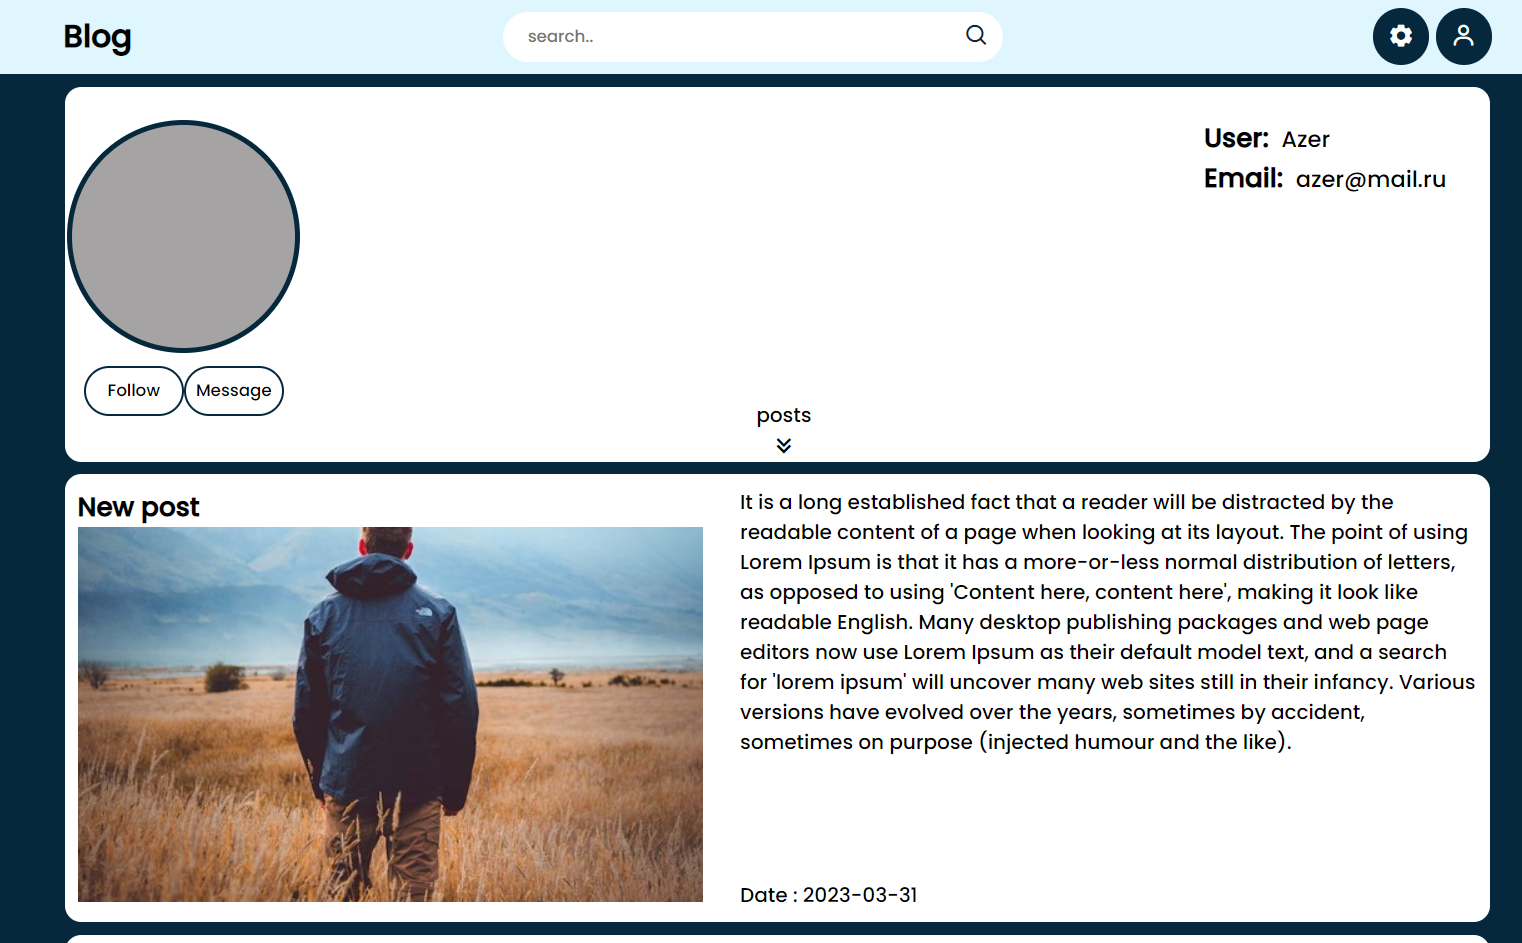 Blog
search..
User: Azer
Email: azer@mail.ru
Follow Message
posts
New post
It is a long established fact that a reader will be distracted by the
readable content of a page when looking at its layout. The point of using
Lorem Ipsum is that it has a more-or-less normal distribution of letters,
as opposed to using 'Content here, content here', making it look like
readable English. Many desktop publishing packages and web page
editors now use Lorem Ipsum as their default model text, and a search
for 'lorem ipsum' will uncover many web sites still in their infancy. Various
versions have evolved over the years, sometimes by accident,
sometimes on purpose (injected humour and the like).
Date : 2023-03-31